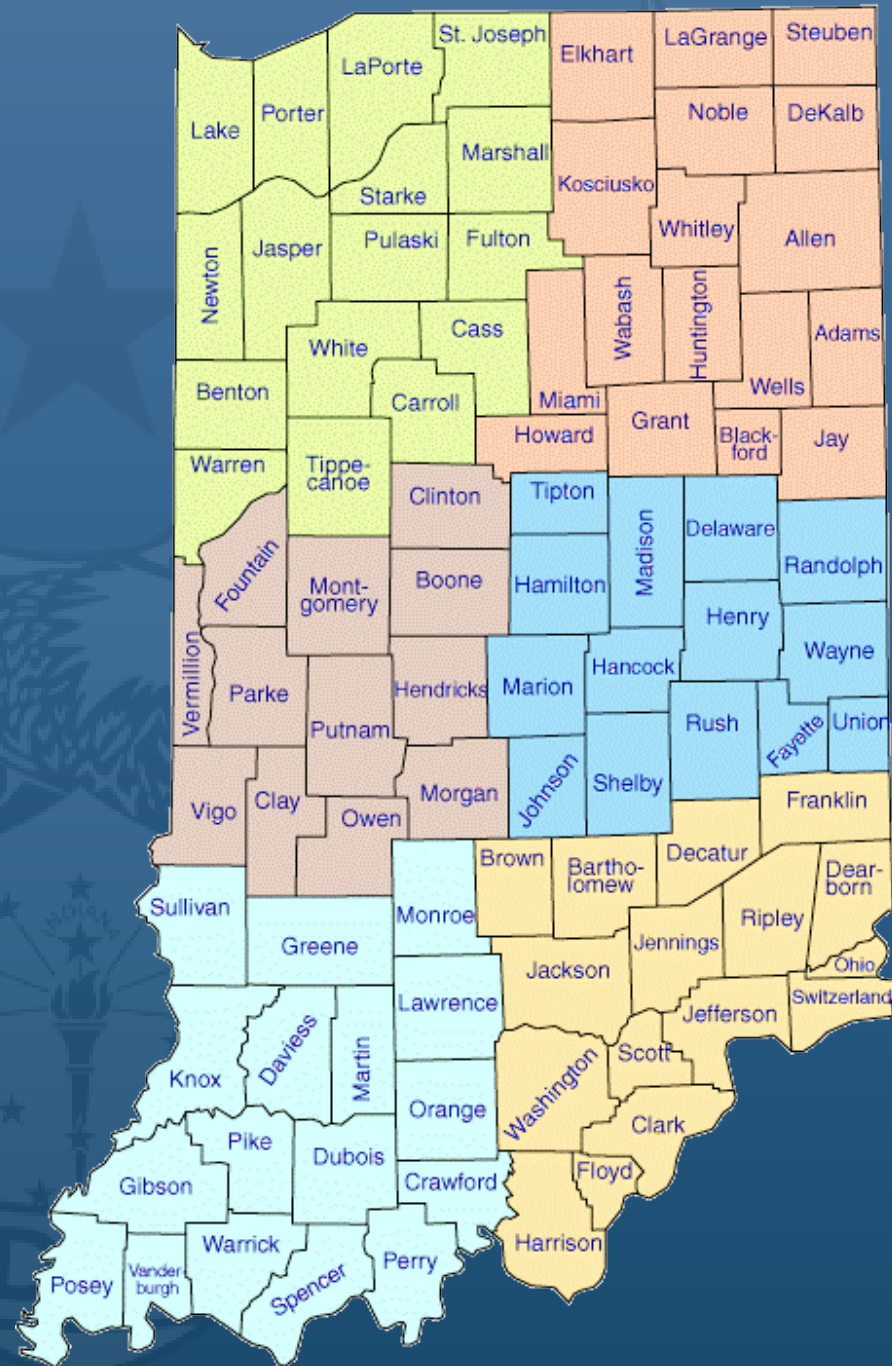 St. Joseph
Elkhart
LaGrange
Steuben
LaPorte
Lake
Porter
Noble
DeKalb
Marshall
Kosciusko
Starke
Newton
Jasper
Pulaski
Fulton
Whitley
Allen
Wabash
Huntington
White
Cass
Adams
Benton
Carroll
Miami
Wells
Howard
Grant
Black-
ford
Jay
Warren
Tippe-
canoe
Clinton
Tipton
Madison
Delaware
Randolph
Fountain
Mont-
gomery
Boone
Hamilton
Henry
Wayne
Vermillion
Parke
Putnam
Hendricks
Marion
Hancock
Rush
Fayette
Union
Vigo
Clay
Owen
Morgan
Johnson
Shelby
Franklin
Brown
Bartho-
lomew
Decatur
Dear-
born
Sullivan
Greene
Monroe
Jackson
Jennings
Ripley
Ohio
Switzerland
Lawrence
Jefferson
Knox
Daviess
Martin
Orange
Washington
Scott
Clark
Pike
Dubois
Gibson
Crawford
Floyd
Harrison
Posey
Vander-
burgh
Warrick
Spencer
Perry
INDIANA